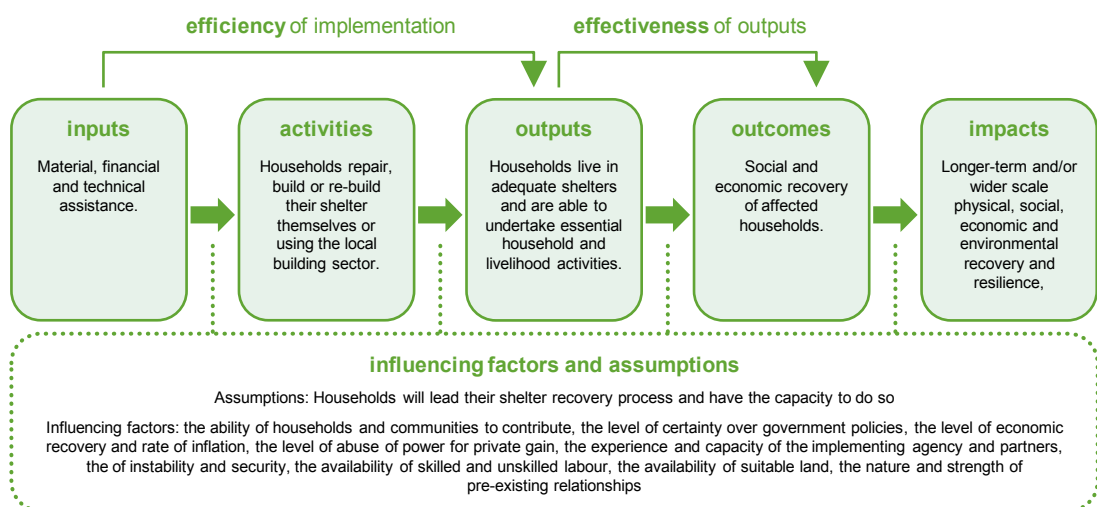 efficiency of implementation
effectiveness of outputs
inputs
Material, financial
and technical
assistance.
activities
Households repair,
build or re-build
their shelter
themselves or
using the local
building sector.
outputs
Households live in
adequate shelters
and are able to
undertake essential
household and
livelihood activities.
outcomes
Social and
economic recovery
of affected
households.
impacts
Longer-term and/or
wider scale
physical, social,
economic and
environmental
recovery and
resilience,
influencing factors and assumptions
Assumptions: Households will lead their shelter recovery process and have the capacity to do so
Influencing factors: the ability of households and communities to contribute, the level of certainty over government policies, the level of economic
recovery and rate of inflation, the level of abuse of power for private gain, the experience and capacity of the implementing agency and partners,
the of instability and security, the availability of skilled and unskilled labour, the availability of suitable land, the nature and strength of
pre-existing relationships